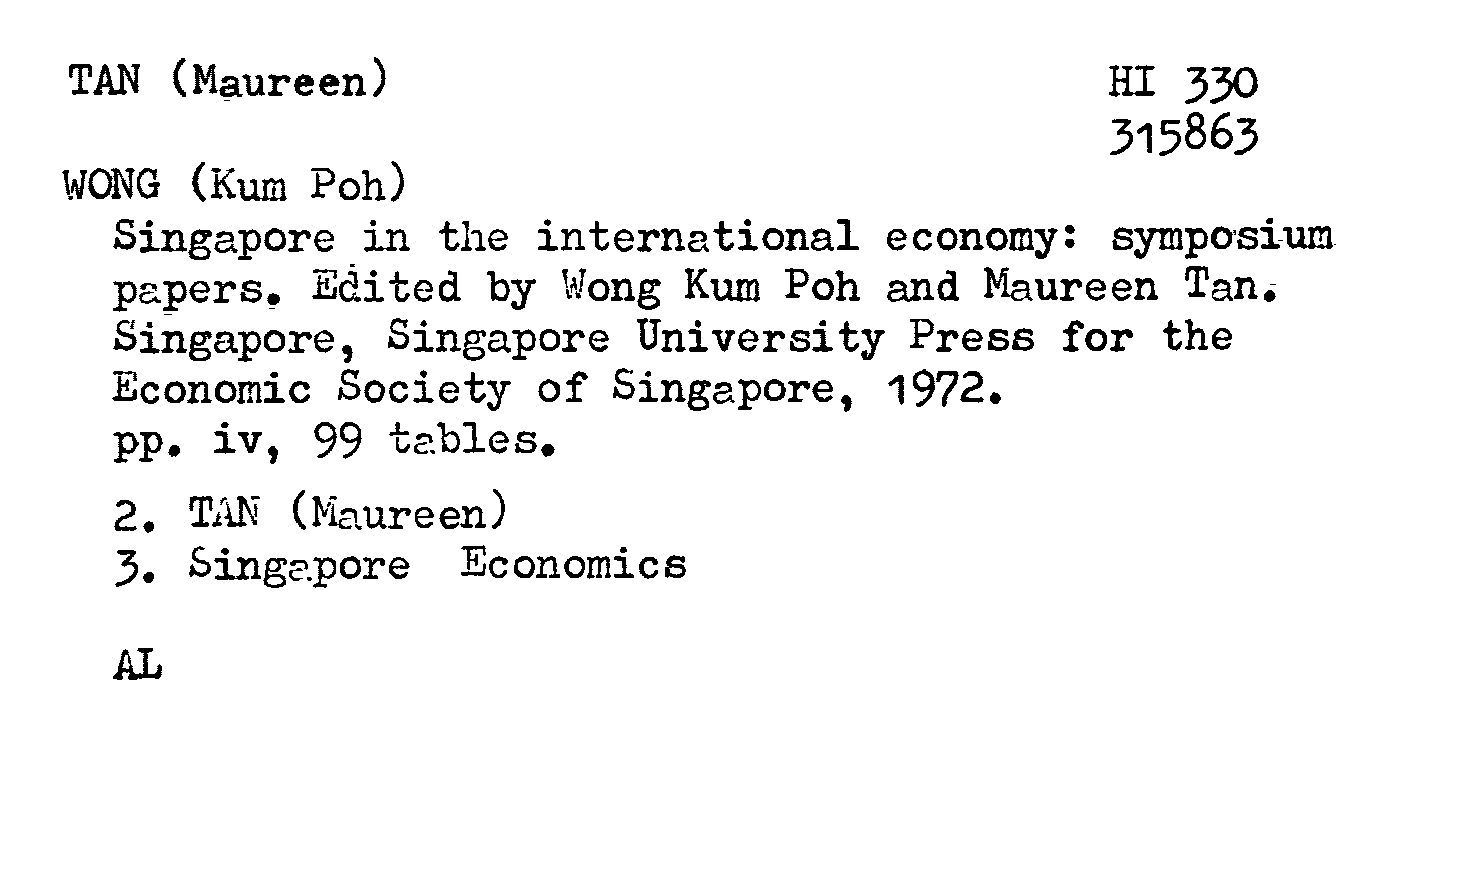 TAN (Maureen) HI 330
315863
WONG (Kum Poh)
Singapore in the international economy: symposium
papers. Edited by Wong Kum Poh and Maureen Tan.
Singapore, Singapore University Press for the
Economic Society of Singapore, 1972.
pp. iv, 99 tables.
2. TAN (Maureen)
3. Singapore Economics
AL